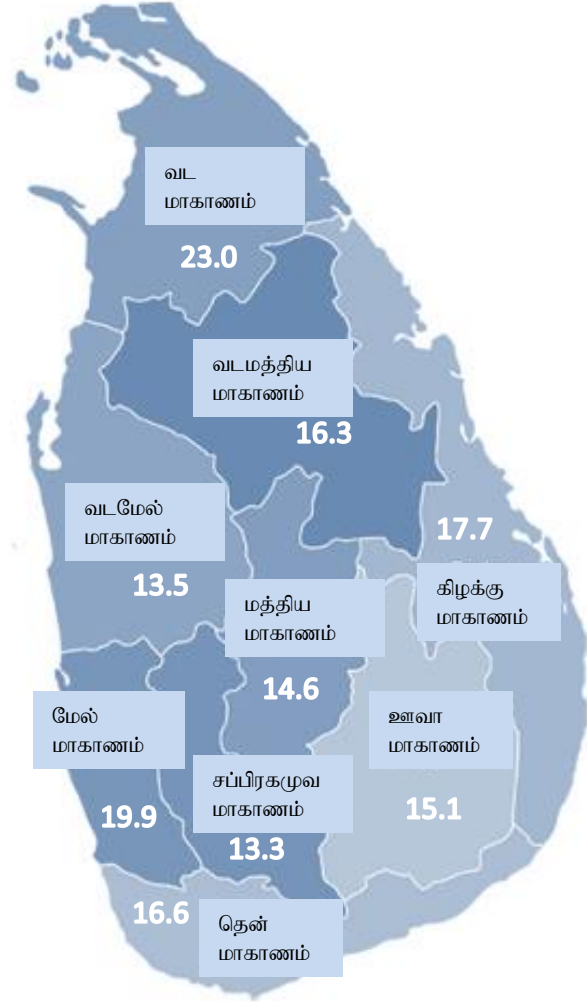 வட
மாகாணம்
23.0
வடமத்திய
மாகாணம்
16.3
வடமேல்
மாகாணம்
13.5
17.7
கிழக்கு
மாகாணம்
மத்திய
மாகாணம்
14.6
மேல்
மாகாணம்
19.9
ஊவா
மாகாணம்
15.1
சப்பிரகமுவ
மாகாணம்
13.3
16.6
தென்
மாகாணம்